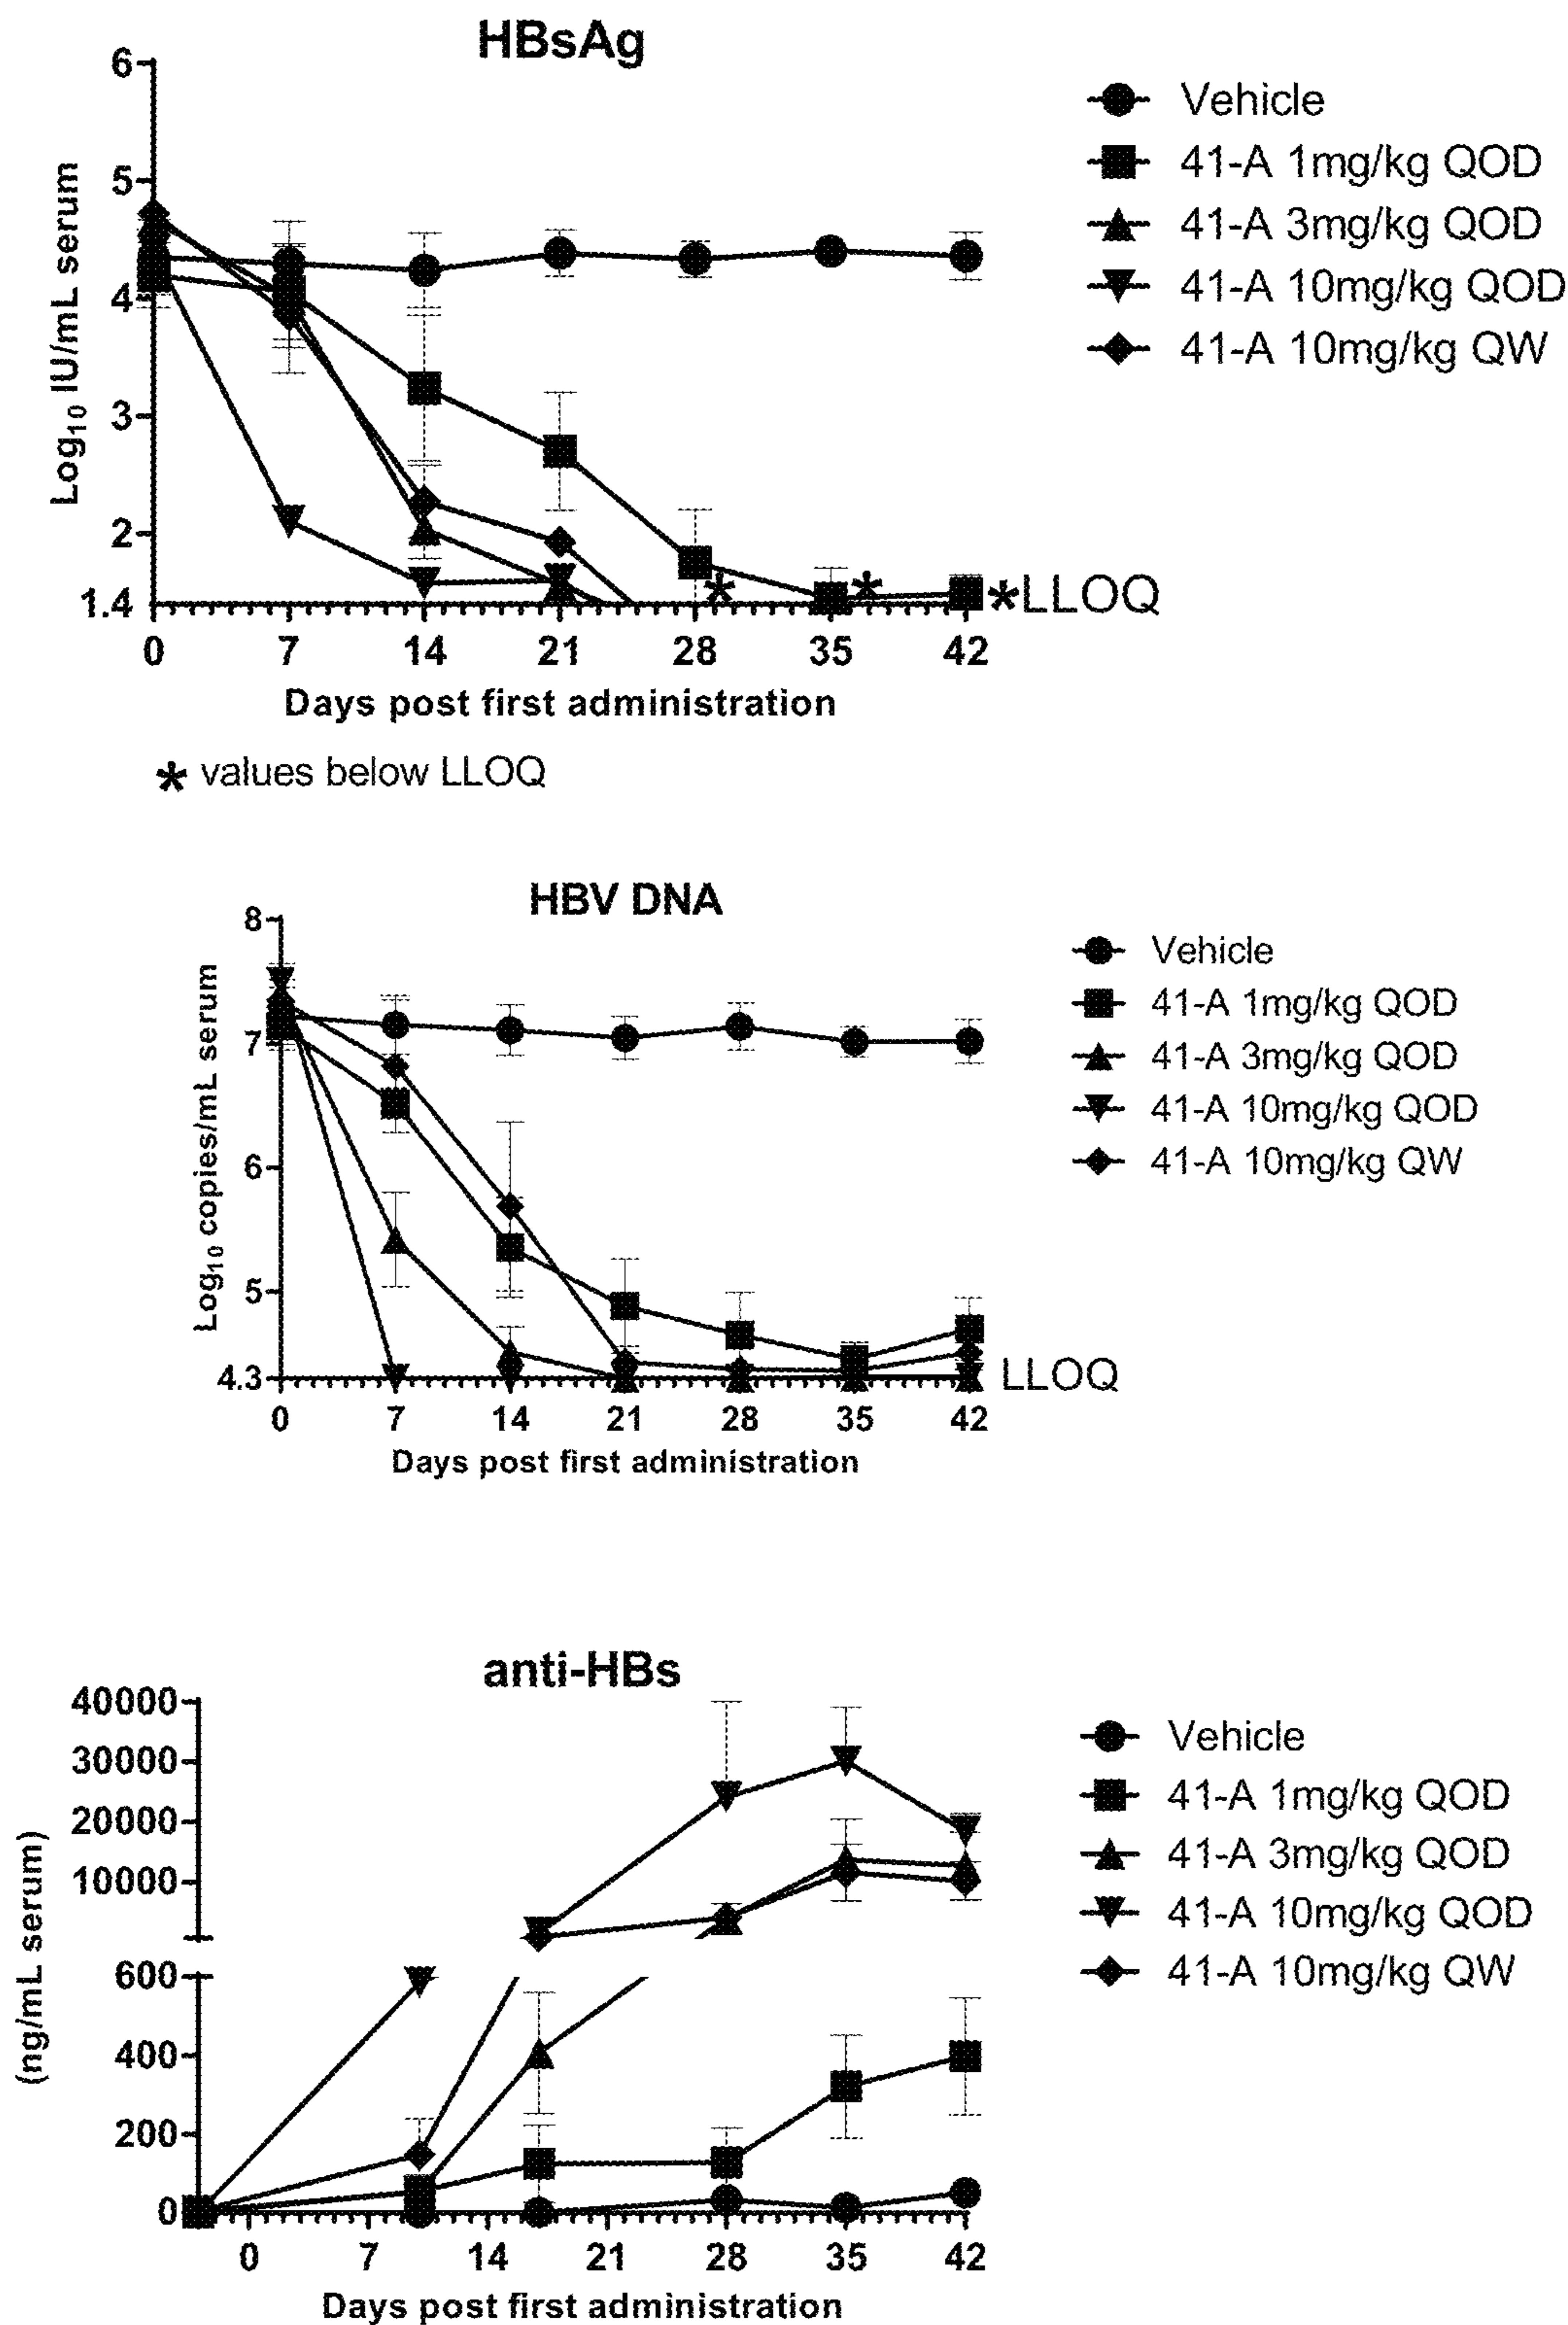 HBsAg
6
5
4
3
2
1.4
Log10 IU/mL serum
0 7 14 21 28 35 42
Days post first administration
* * *LLOQ
* values below LLOQ
Vehicle
41-A 1mg/kg QOD
41-A 3mg/kg QOD
41-A 10mg/kg QOD
41-A 10mg/kg QW
HBV DNA
8
7
6
5
4.3
Log10 copies/mL serum
0 7 14 21 28 35 42
Days post first administration
LLOQ
Vehicle
41-A 1mg/kg QOD
41-A 3mg/kg QOD
41-A 10mg/kg QOD
41-A 10mg/kg QW
anti-HBs
40000
30000
20000
10000
600
400
200
0
(ng/mL serum)
0 7 14 21 28 35 42
Days post first administration
Vehicle
41-A 1mg/kg QOD
41-A 3mg/kg QOD
41-A 10mg/kg QOD
41-A 10mg/kg QW